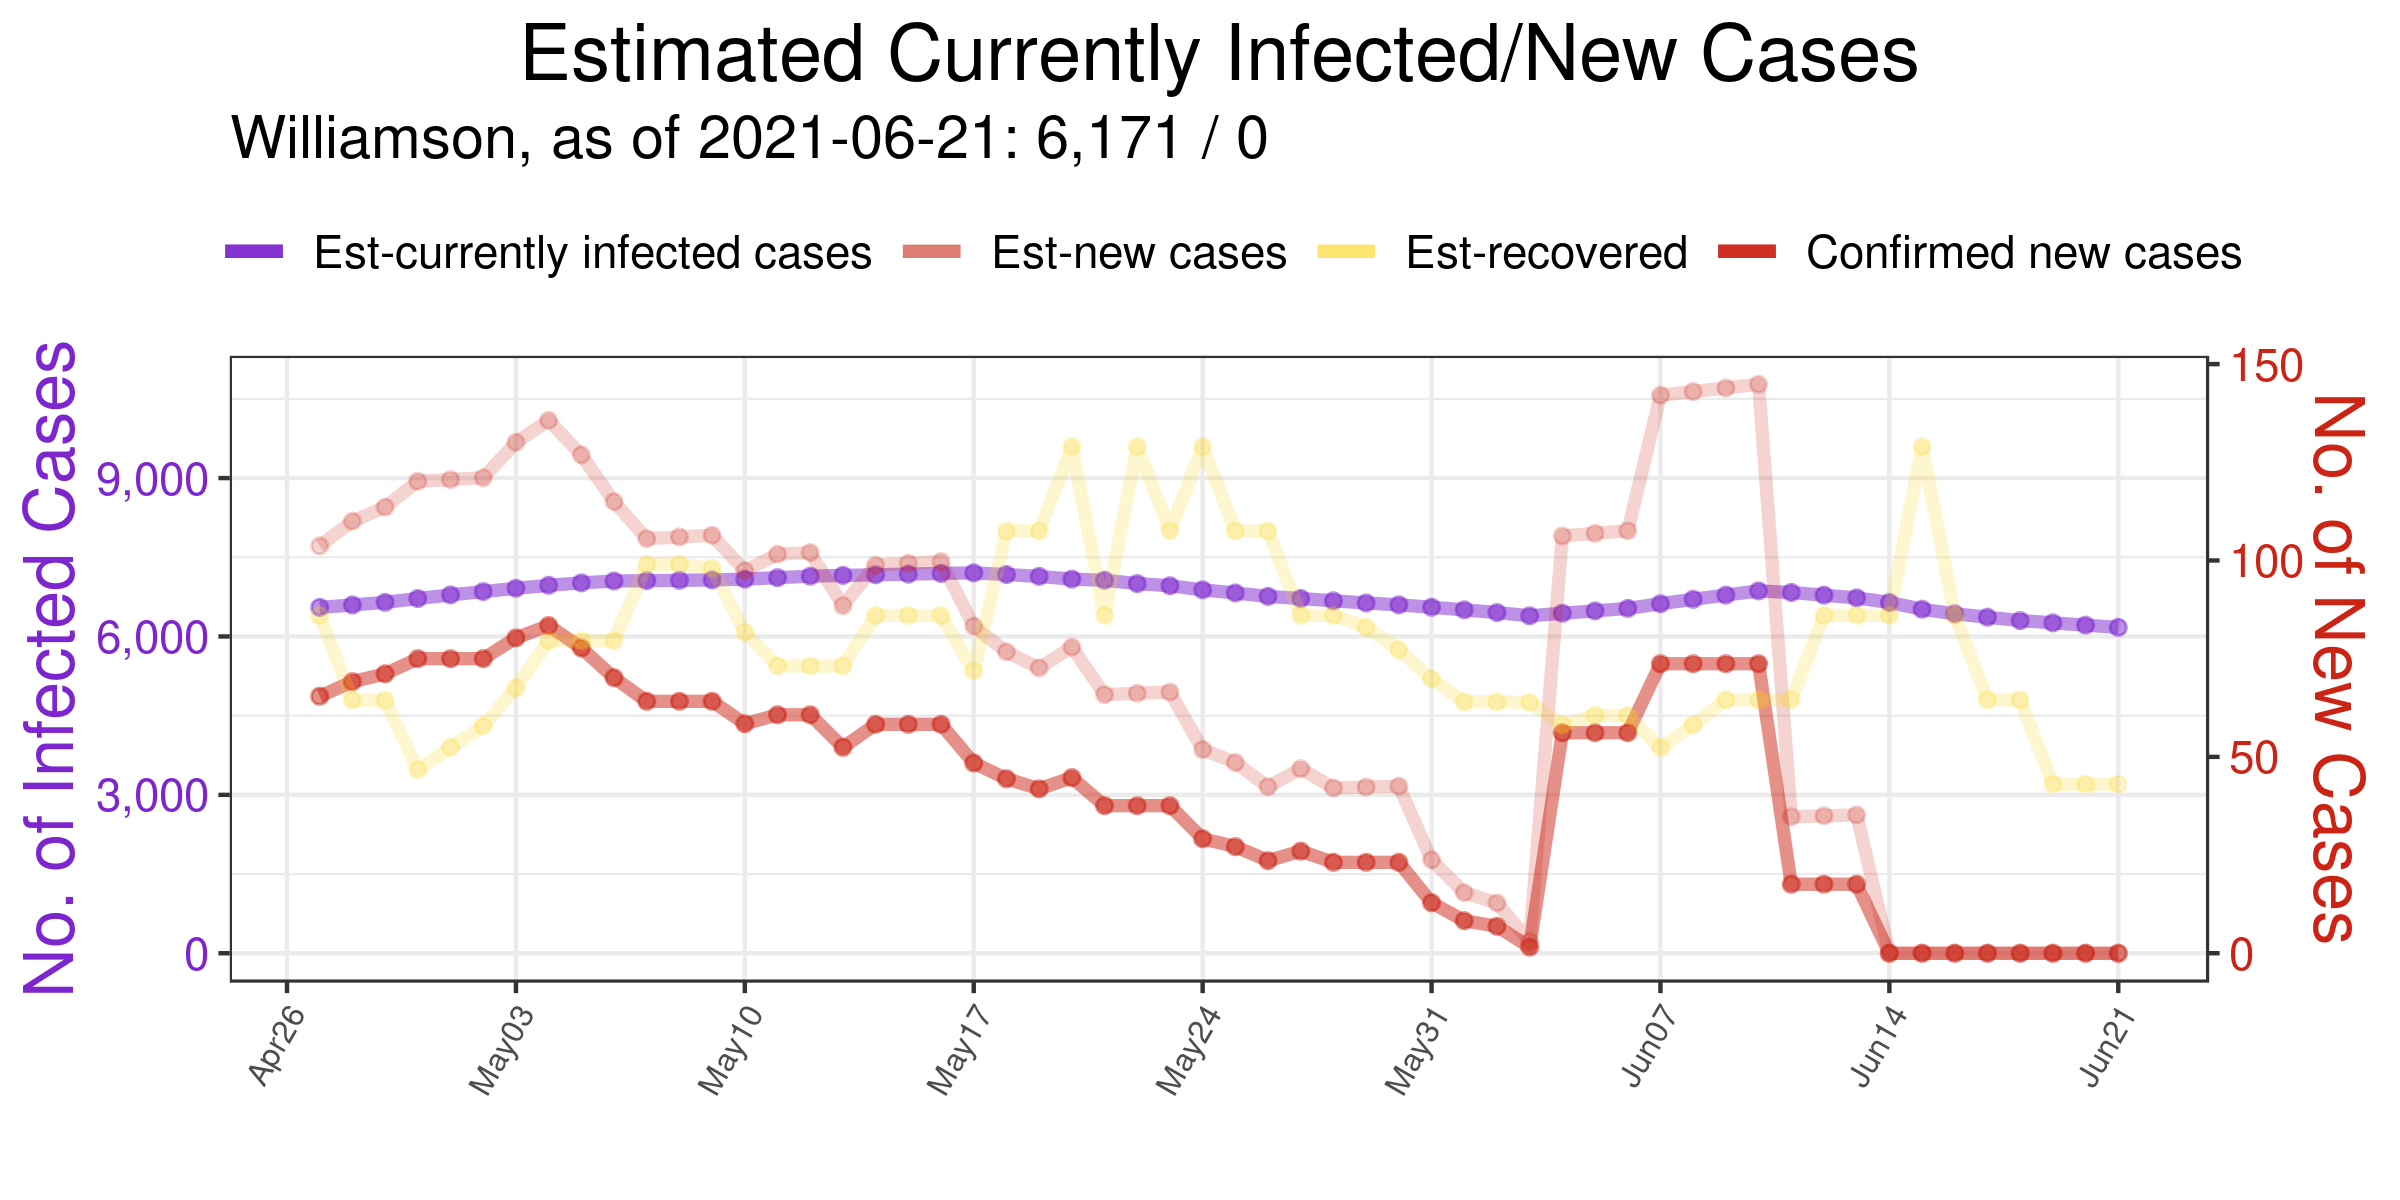 Estimated Currently Infected/New Cases
Williamson, as of 2021-06-21: 6,171 / 0
Est-currently infected cases
Est-new cases
Est-recovered
Confirmed new cases
No. of Infected Cases
9,000
6,000
3,000
0
150
100
50
0
No. of New Cases
Apr26
May03
May10
May17
May24
May31
Jun07
Jun14
Jun21